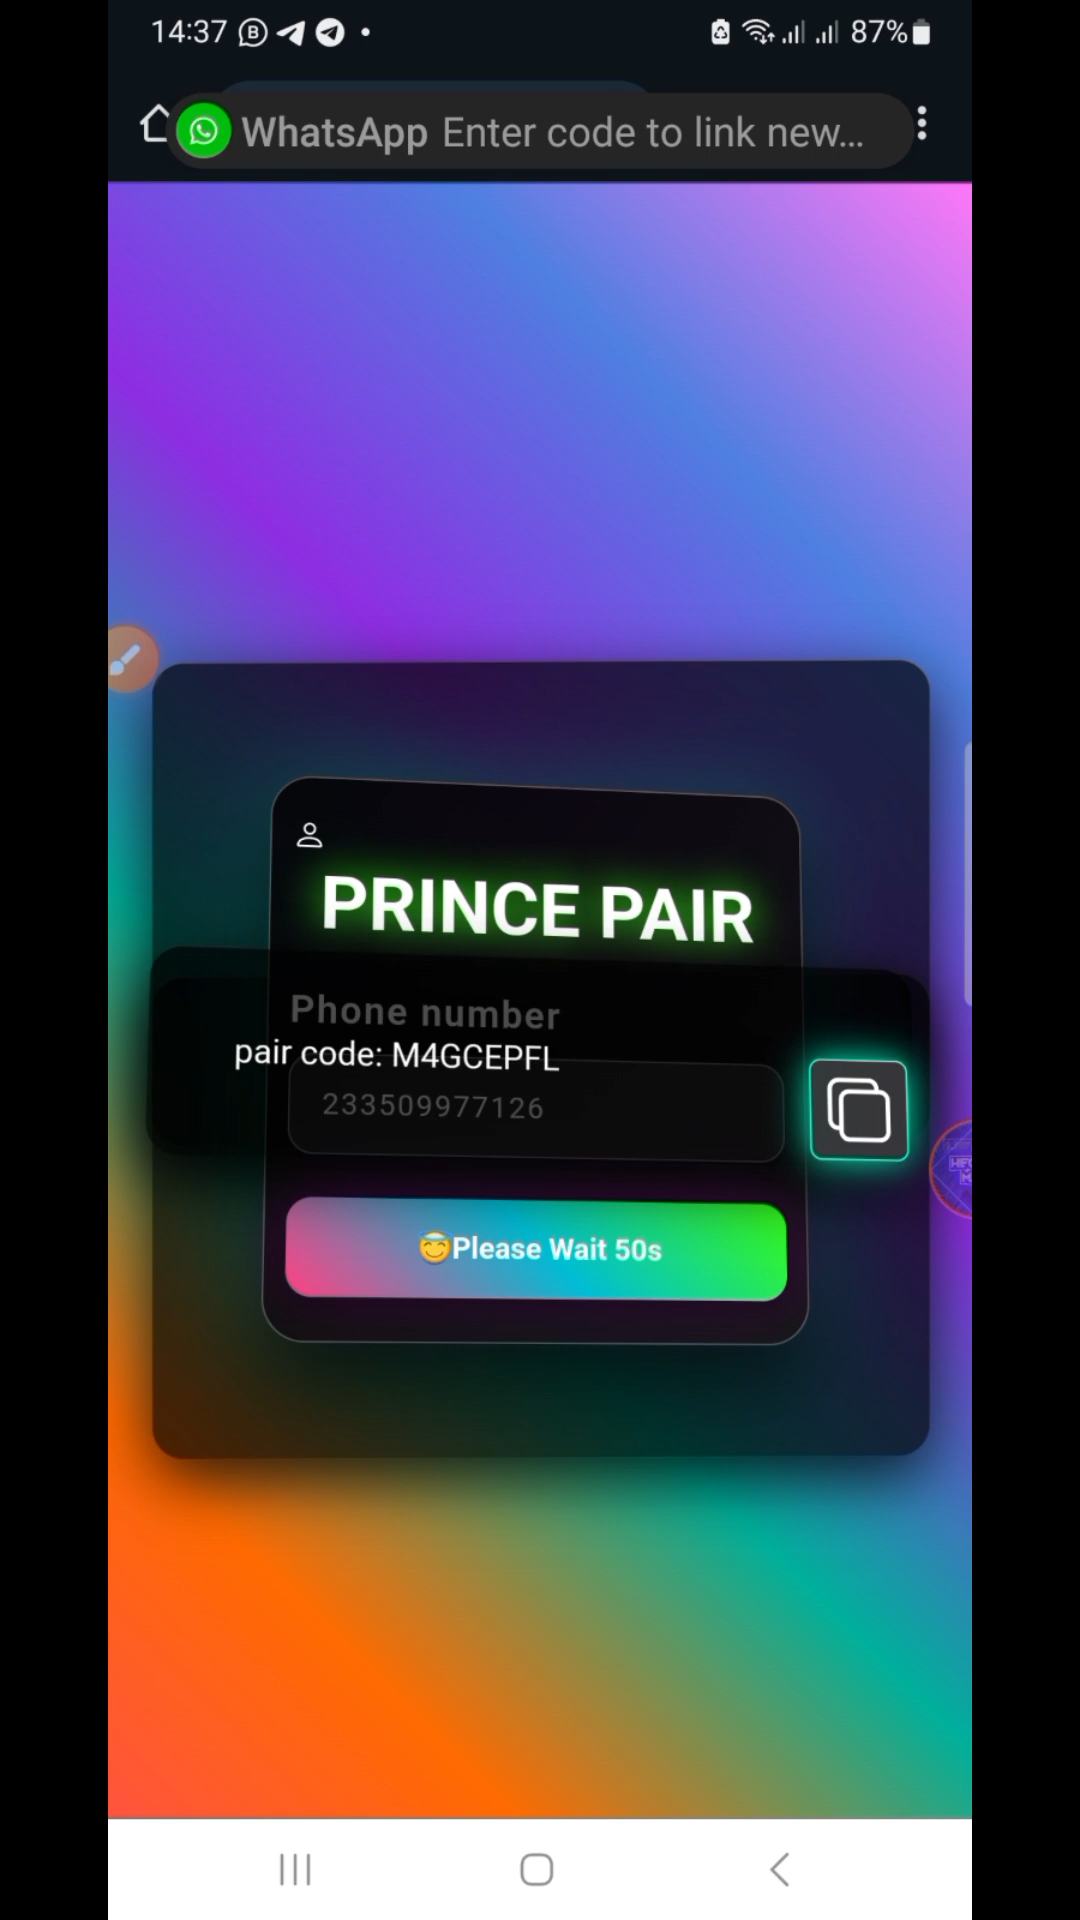 14:37
87%
WhatsApp Enter code to link new...
PRINCE PAIR
Phone number
pair code: M4GCEPFL
233509977126
😇Please Wait 50s